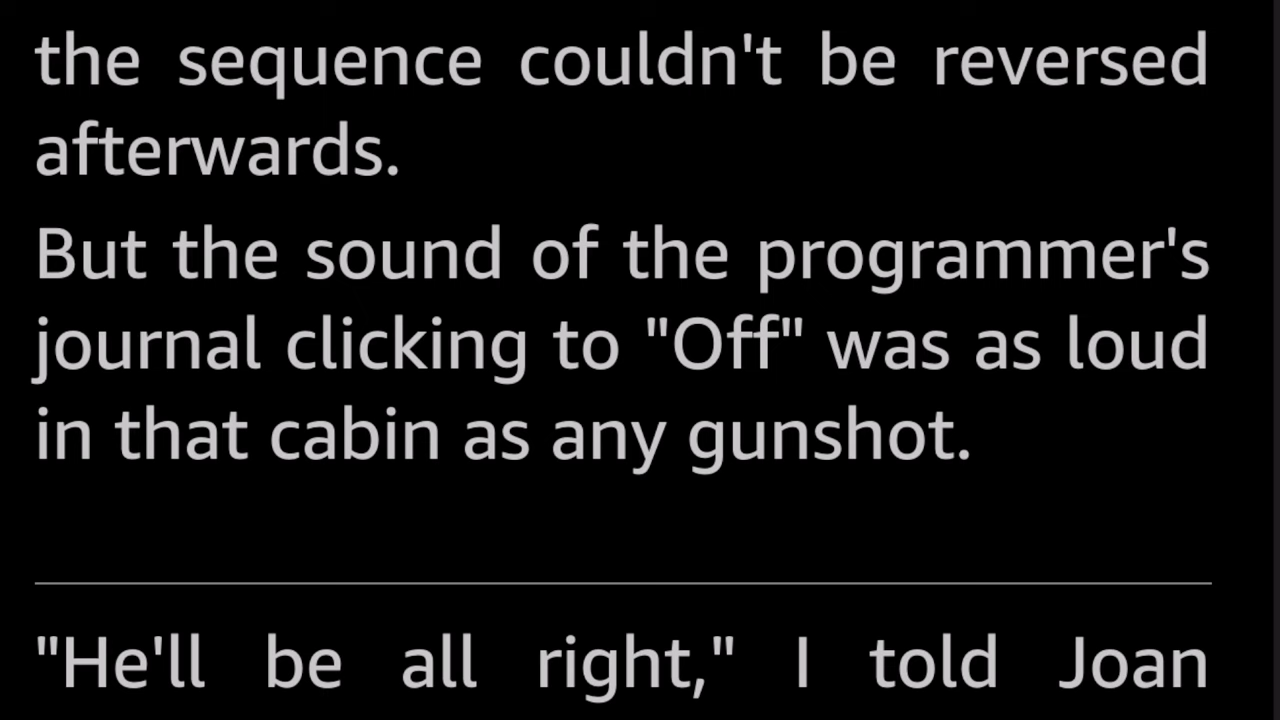 the sequence couldn't be reversed
afterwards.
But the sound of the programmer's
journal clicking to "Off" was as loud
in that cabin as any gunshot.
"He'll be all right," I told Joan